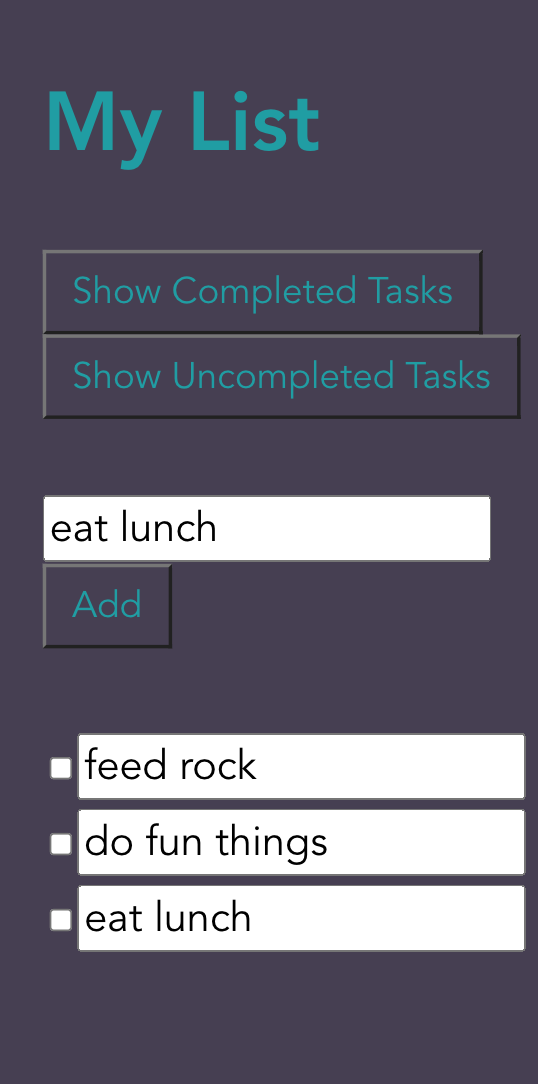 My List
Show Completed Tasks
Show Uncompleted Tasks
eat lunch
Add
feed rock
do fun things
eat lunch